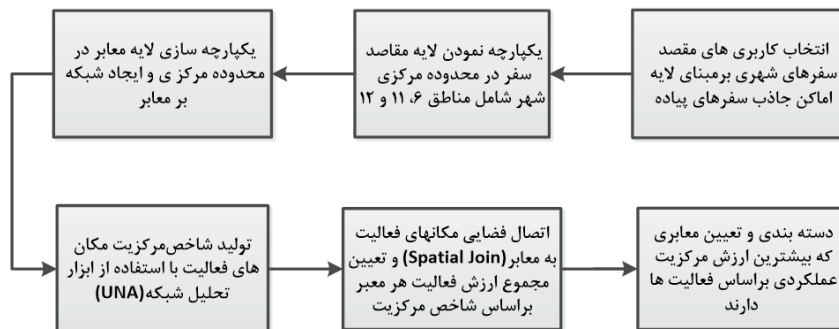 انتخاب کاربری های مقصد
سفرهای شهری برمبنای لایه
اماکن جاذب سفرهای پیاده
یکپارچه نمودن لایه مقاصد
سفر در محدوده مرکزی
شهر شامل مناطق ۶، ۱۱ و ۱۲
یکپارچه سازی لایه معابر در
محدوده مرکز ی و ایجاد شبکه
بر معابر
تولید شاخص‌مرکزیت مکان
های فعالیت با استفاده از ابزار
تحلیل شبکه(UNA)
اتصال فضایی مکانهای فعالیت
به معابر(Spatial Join) و تعیین
مجموع ارزش فعالیت هر معبر
براساس شاخص مرکزیت
دسته بندی و تعیین معابری
که بیشترین ارزش مرکزیت
عملکردی براساس فعالیت ها
دارند